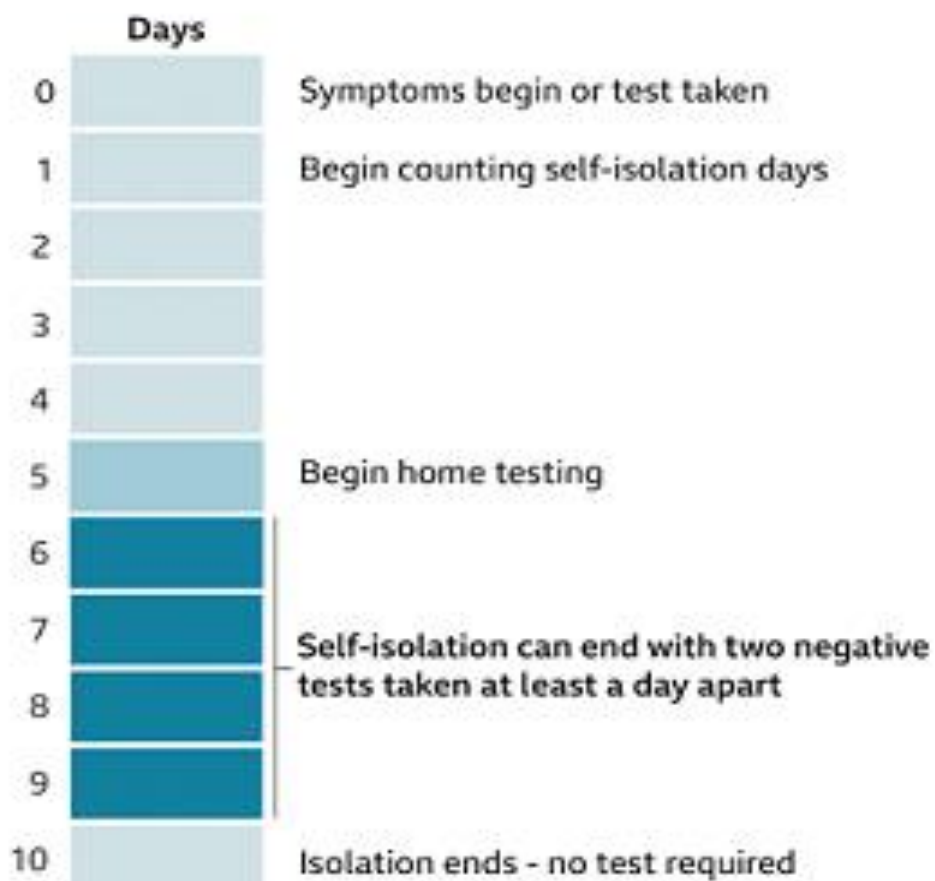 Days
0 Symptoms begin or test taken
1 Begin counting self-isolation days
2
3
4
5 Begin home testing
6
7
Self-isolation can end with two negative
tests taken at least a day apart
8
9
10 Isolation ends - no test required